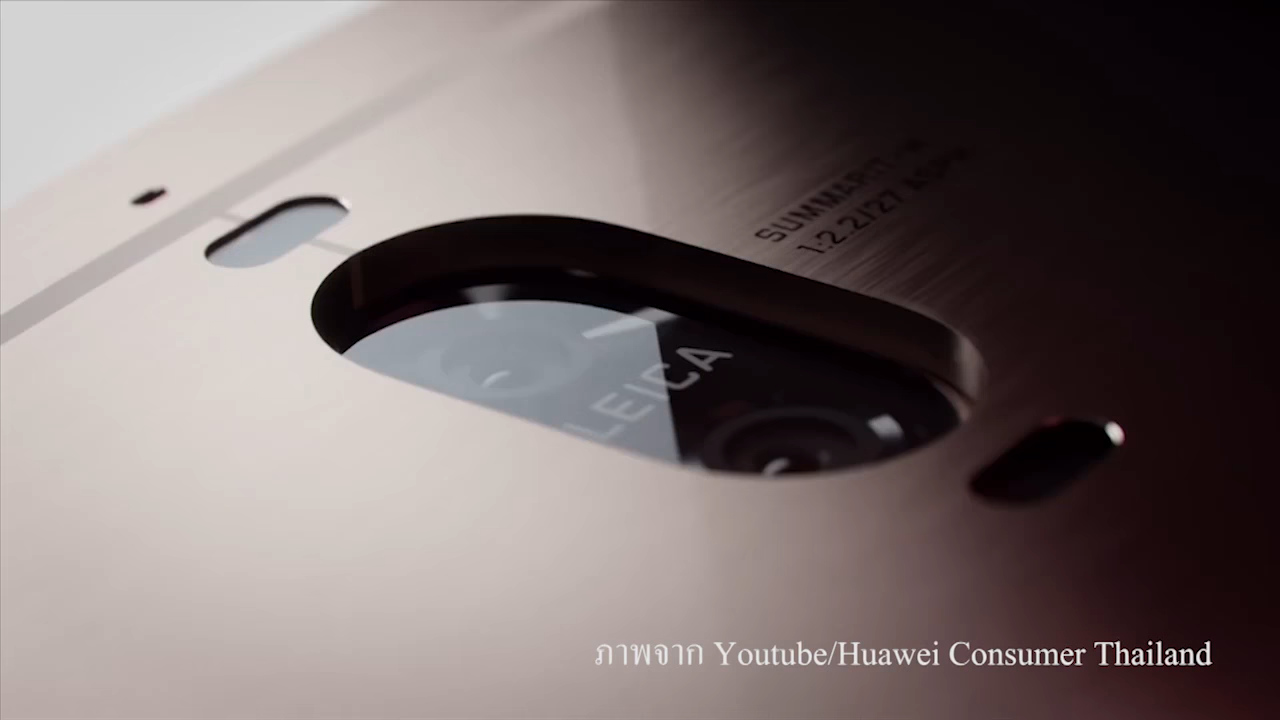 SUMMARIT-H
1:2.2/27 ASPH
LEICA
ภาพจาก Youtube/Huawei Consumer Thailand